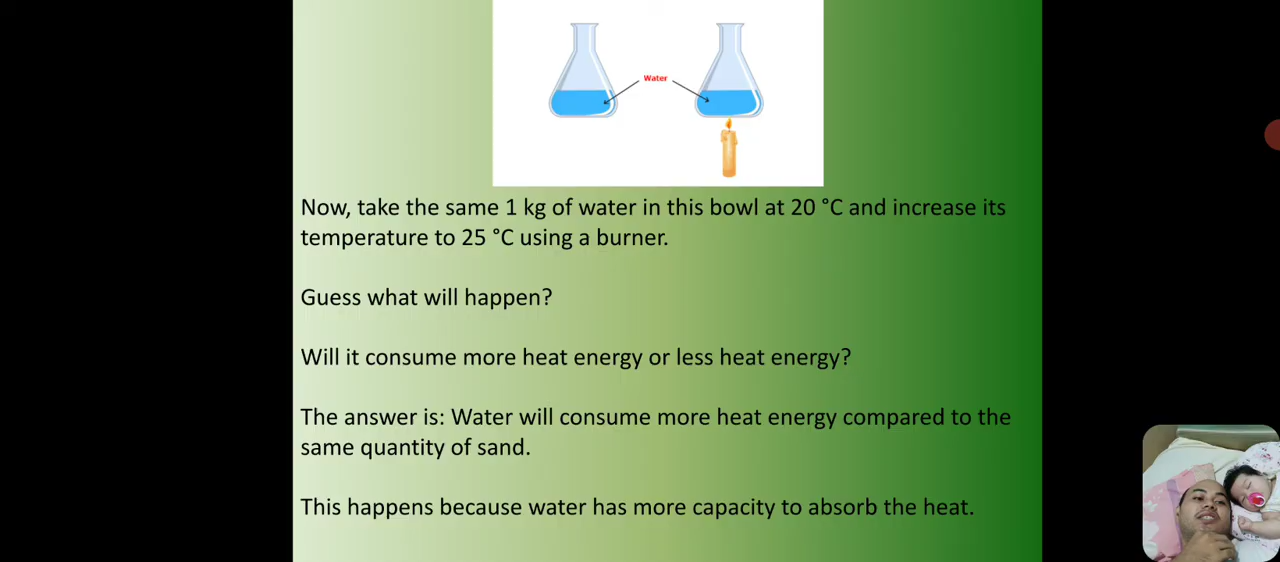 Water
Now, take the same 1 kg of water in this bowl at 20 °C and increase its
temperature to 25 °C using a burner.
Guess what will happen?
Will it consume more heat energy or less heat energy?
The answer is: Water will consume more heat energy compared to the
same quantity of sand.
This happens because water has more capacity to absorb the heat.